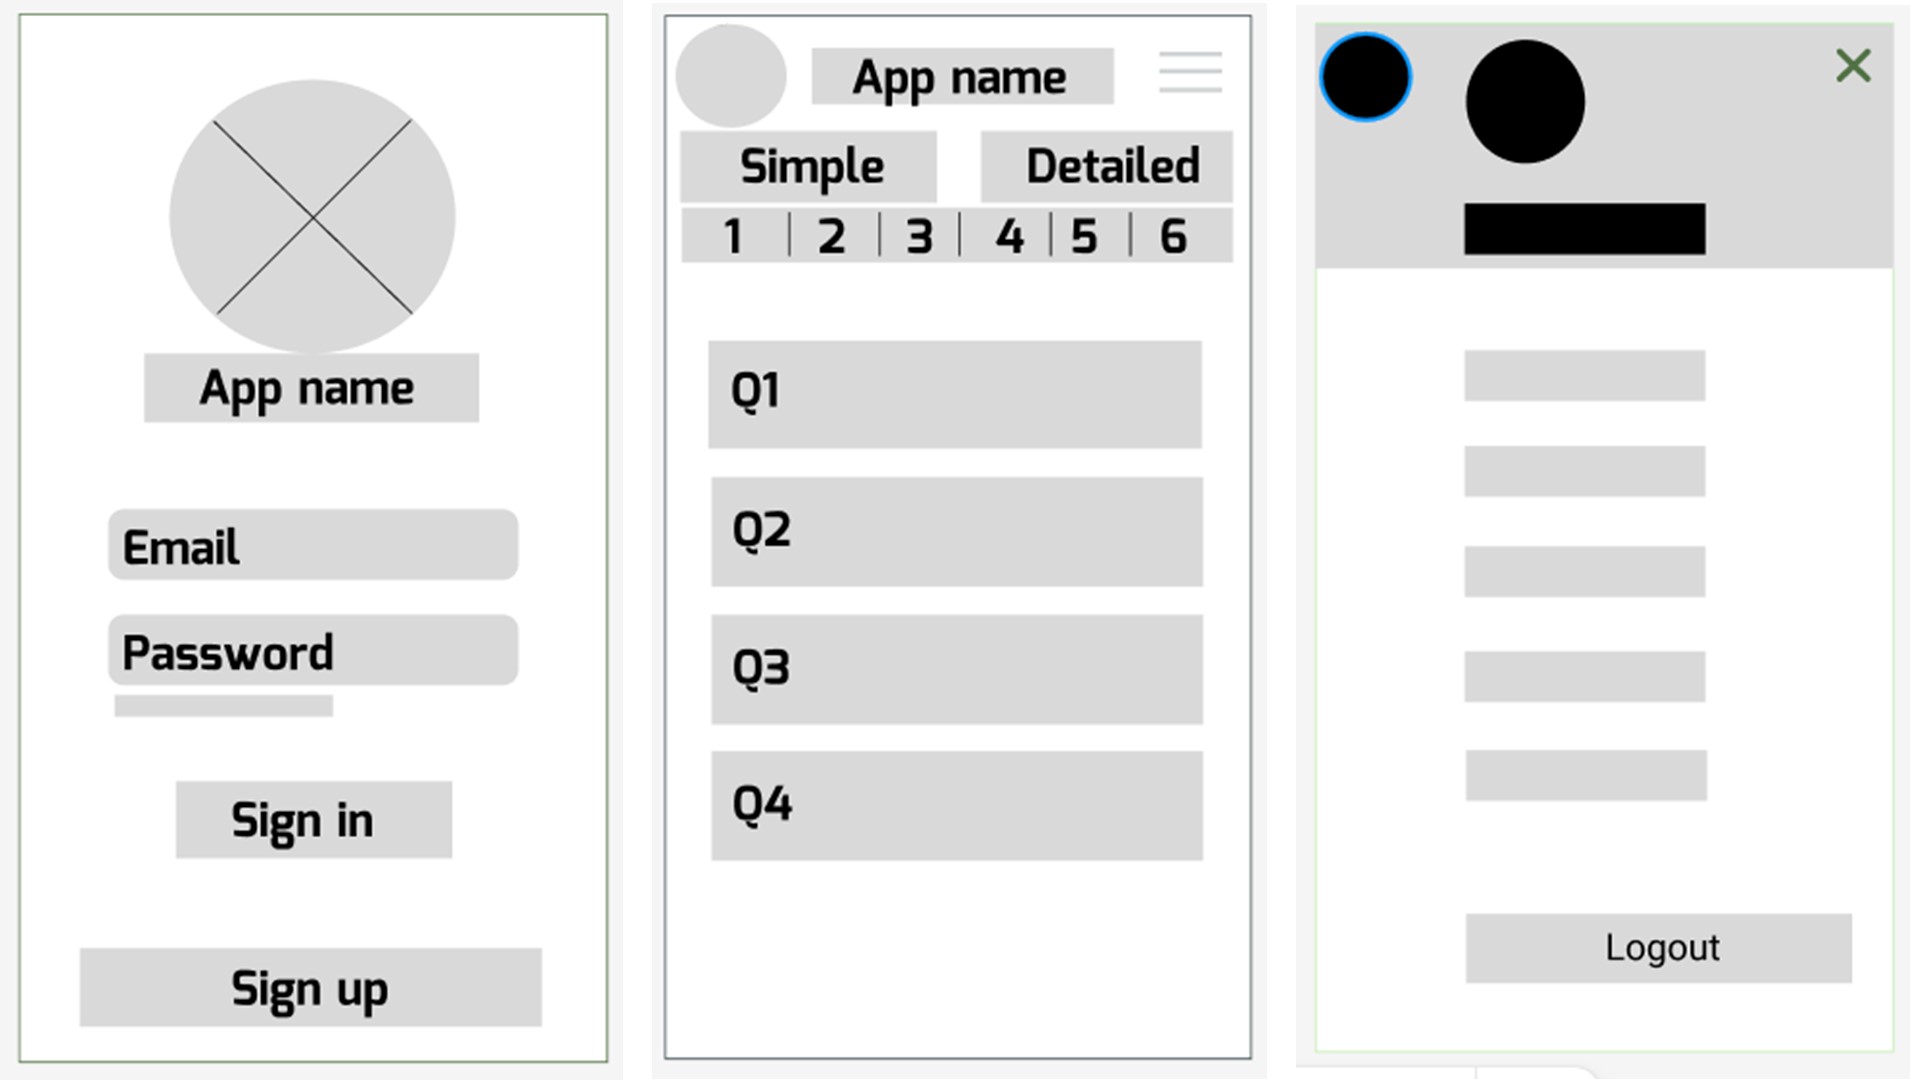 App name
Email
Password
Sign in
Sign up
App name
Simple Detailed
1 2 3 4 5 6
Q1
Q2
Q3
Q4
Logout